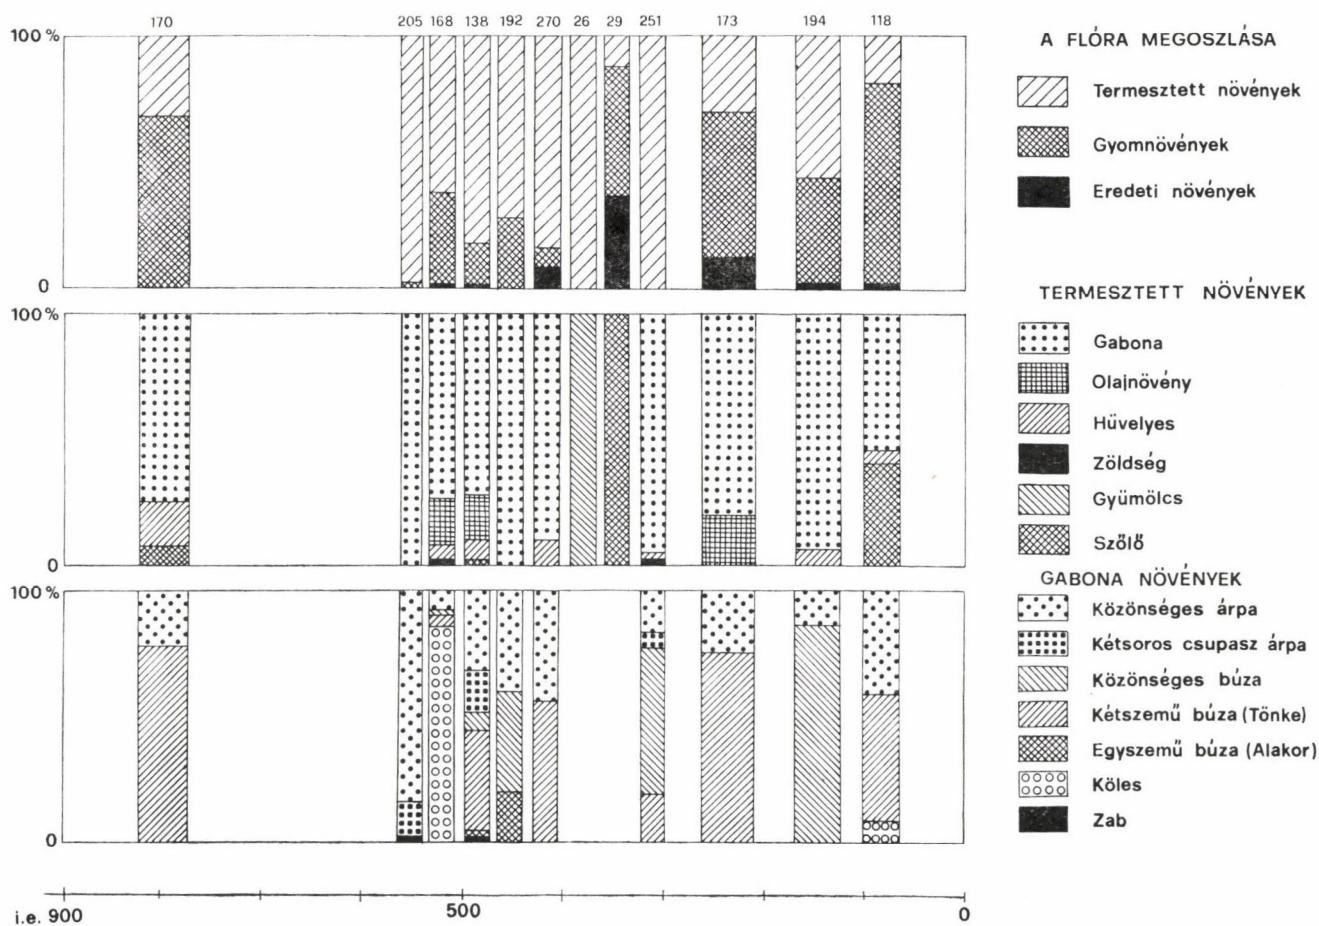 170 205 168 138 192 270 26 29 251 173 194 118
100 %
0
100 %
0
100 %
0
i.e. 900 500 0
A FLÓRA MEGOSZLÁSA
Termesztett növények
Gyomnövények
Eredeti növények
TERMESZTETT NÖVÉNYEK
Gabona
Olajnövény
Hüvelyes
Zöldség
Gyümölcs
Szőlő
GABONA NÖVÉNYEK
Közönséges árpa
Kétsoros csupasz árpa
Közönséges búza
Kétszemű búza (Tönke)
Egyszemű búza (Alakor)
Köles
Zab